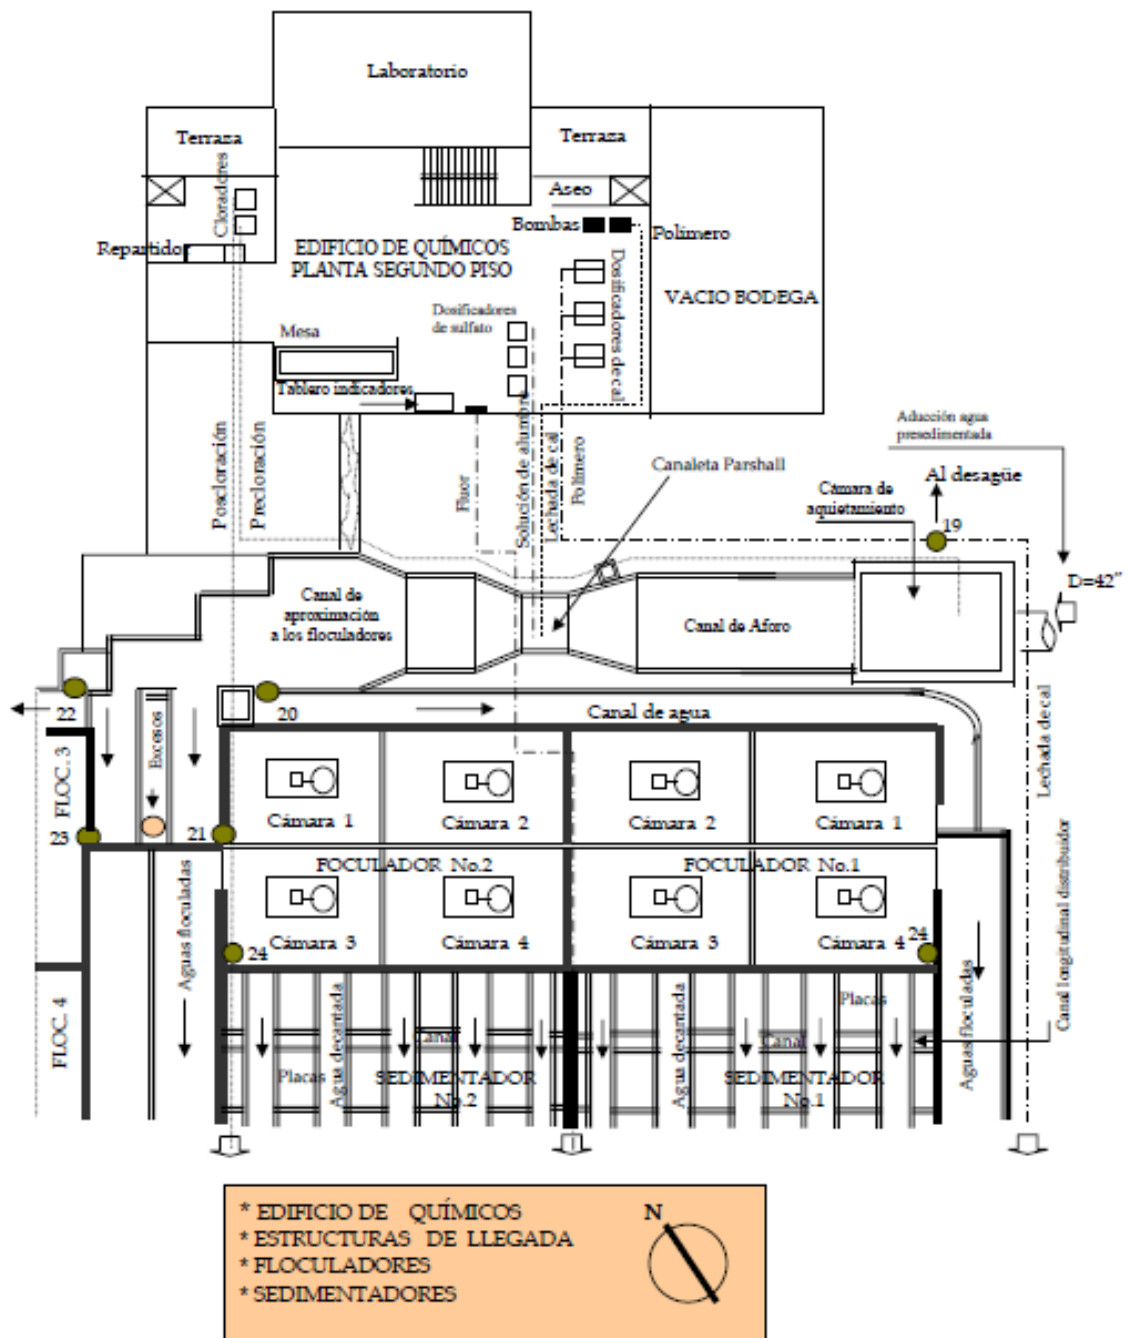 Laboratorio
Terraza
Terraza
Cloradores
Aseo
Bombas
Polímero
Repartidor
EDIFICIO DE QUÍMICOS
PLANTA SEGUNDO PISO
Dosificadores de cal
VACIO BODEGA
Dosificadores
de sulfato
Mesa
Tablero indicadores
Aducción agua
presedimentada
Poscloración
Precloración
Fluor
Solución de alumbre
Lechada de cal
Polímero
Canaleta Parshall
Al desagüe
Cámara de
aquietamiento
19
D=42"
Canal de
aproximación
a los floculadores
Canal de Aforo
22
20
Canal de agua
Excesos
Lechada de cal
FLOC. 3
23
21
Cámara 1
Cámara 2
Cámara 2
Cámara 1
FOCULADOR No.2
FOCULADOR No.1
Cámara 3
Cámara 4
Cámara 3
Cámara 4
24
24
Aguas floculadas
FLOC. 4
Agua decantada
Agua decantada
Placas
Aguas floculadas
Canal longitudinal distribuidor
Canal
Canal
Placas
SEDIMENTADOR
No.2
SEDIMENTADOR
No.1
* EDIFICIO DE QUÍMICOS
* ESTRUCTURAS DE LLEGADA
* FLOCULADORES
* SEDIMENTADORES
N